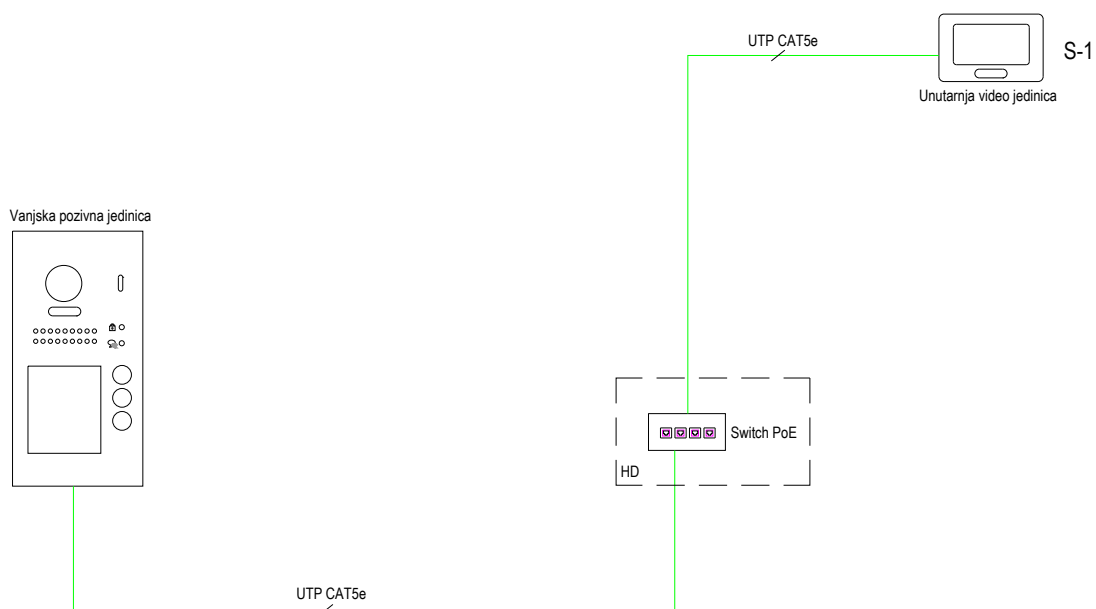 UTP CAT5e
S-1
Unutarnja video jedinica
Vanjska pozivna jedinica
Switch PoE
HD
UTP CAT5e